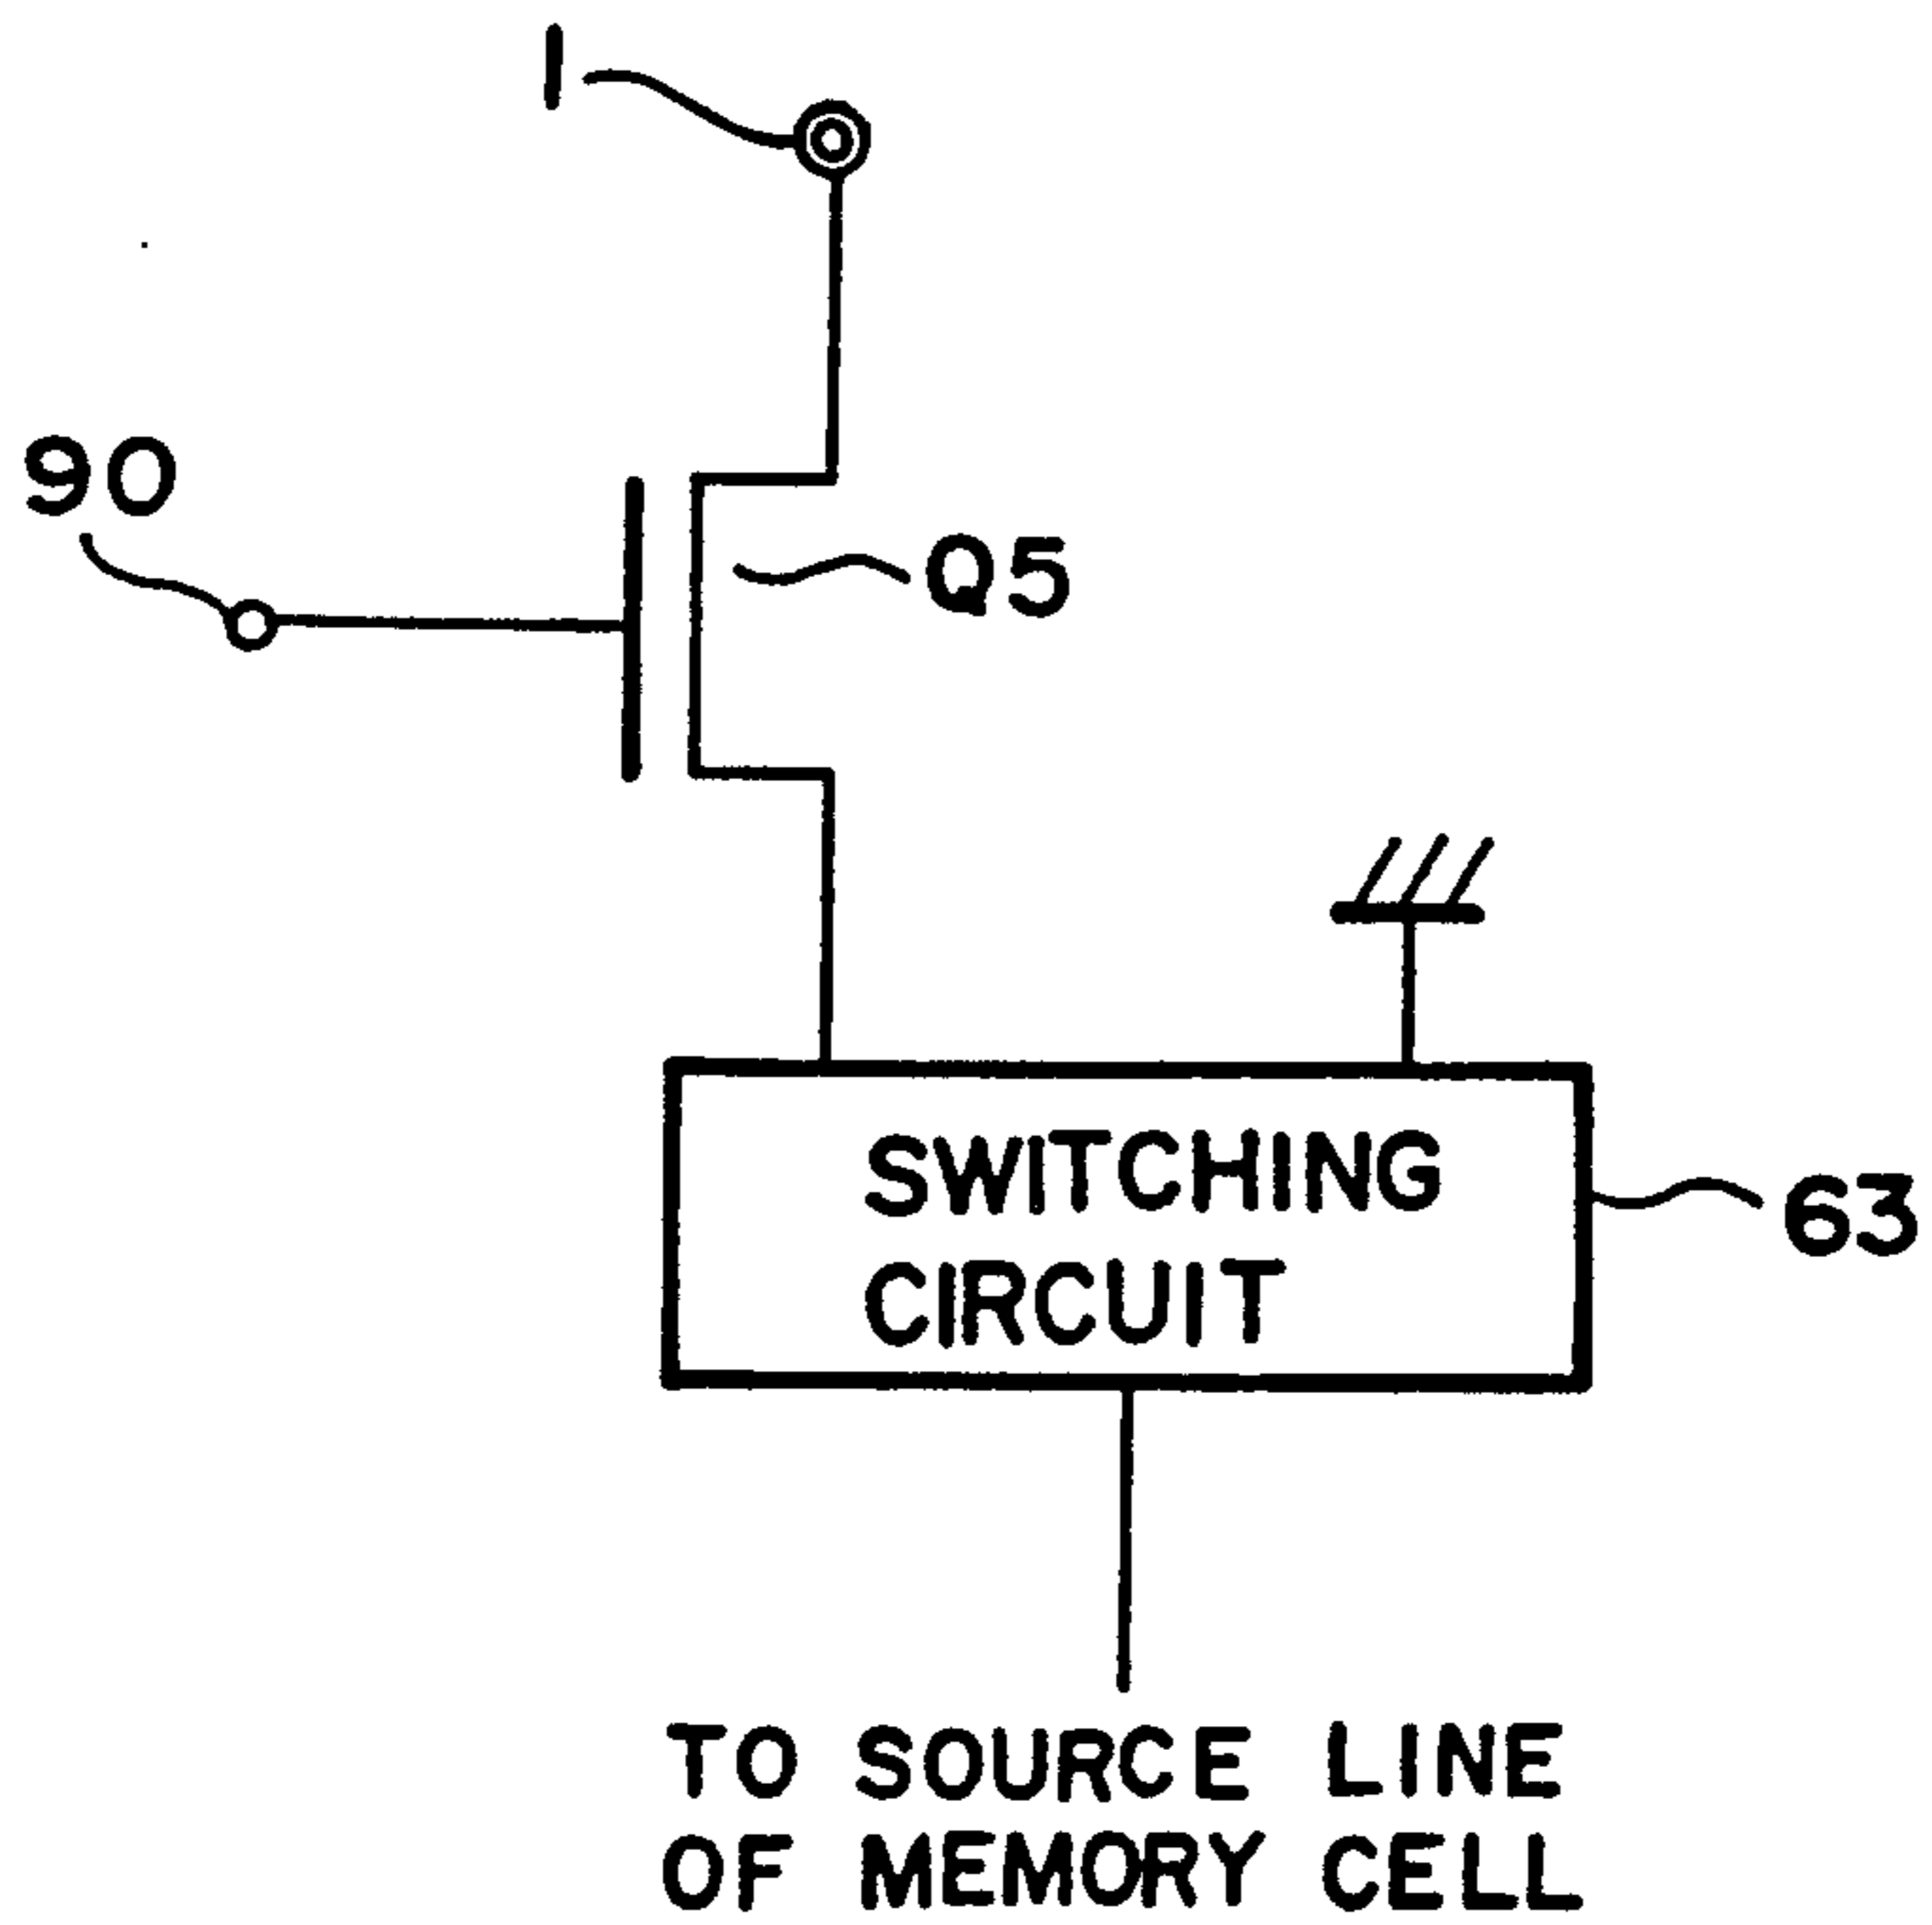 1
90
Q5
SWITCHING
CIRCUIT
63
TO SOURCE LINE
OF MEMORY CELL